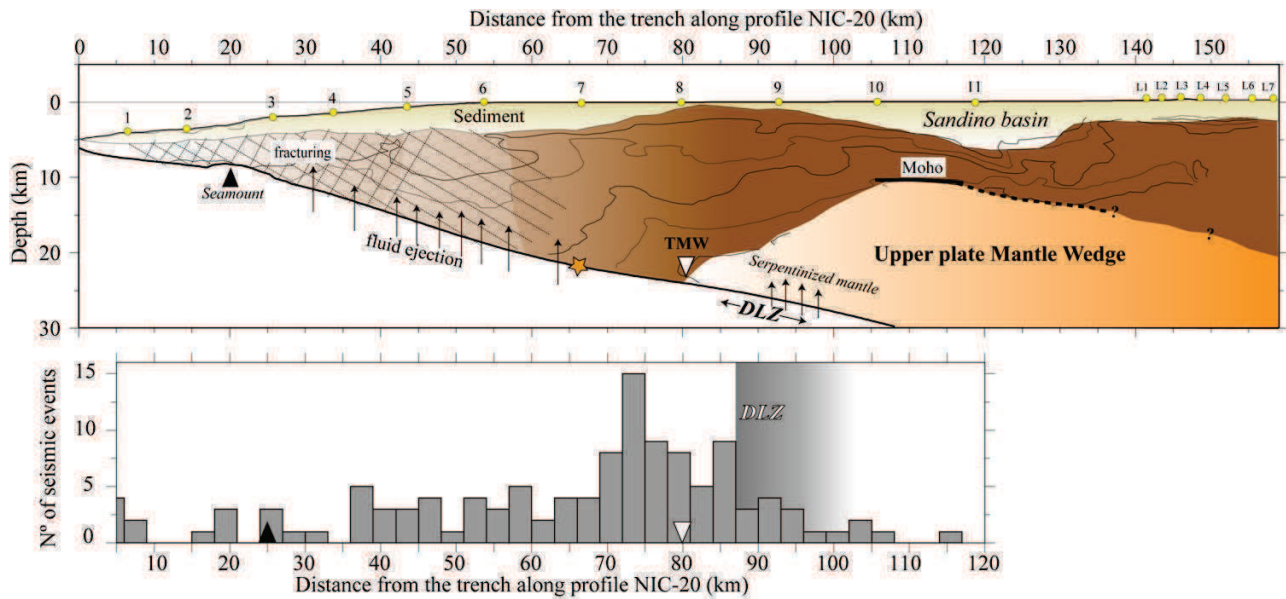 Distance from the trench along profile NIC-20 (km)
0 10 20 30 40 50 60 70 80 90 100 110 120 130 140 150
1 2 3 4 5 6 7 8 9 10 11 L1 L2 L3 L4 L5 L6 L7
0
Sediment
Sandino basin
fracturing
Moho
10
Seamount
Depth (km)
?
?
fluid ejection
TMW
Upper plate Mantle Wedge
20
Serpentinized mantle
DLZ
30
15
DLZ
10
Nº of seismic events
5
0
10 20 30 40 50 60 70 80 90 100 110 120
Distance from the trench along profile NIC-20 (km)